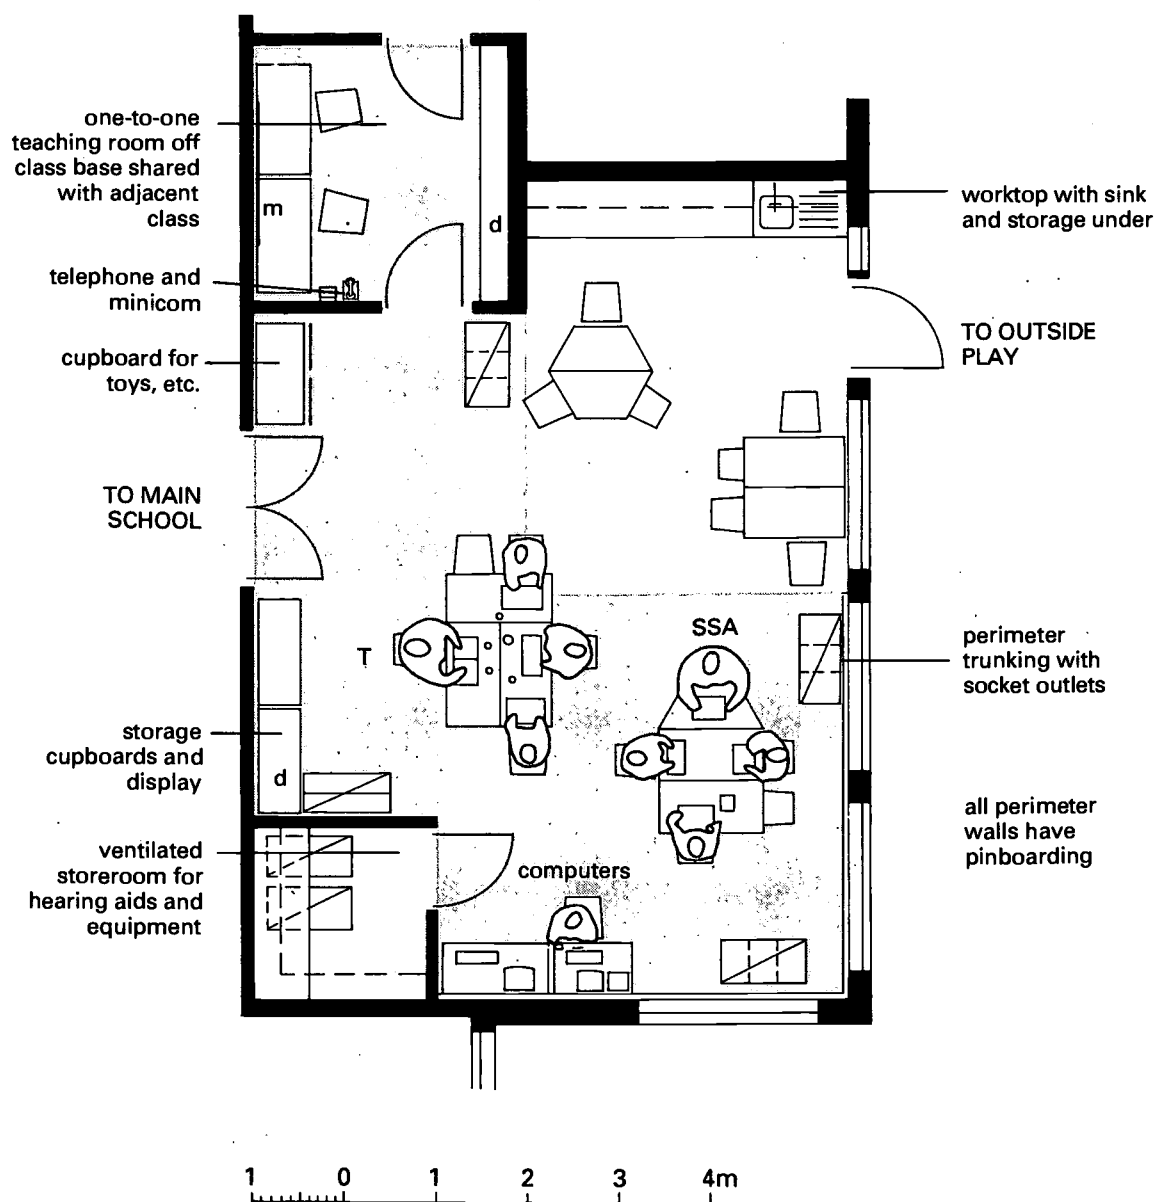 one-to-one
teaching room off
class base shared
with adjacent
class
m
d
worktop with sink
and storage under
telephone and
minicom
TO OUTSIDE
PLAY
cupboard for
toys, etc.
TO MAIN
SCHOOL
T
SSA
perimeter
trunking with
socket outlets
storage
cupboards and
display
d
all perimeter
walls have
pinboarding
ventilated
storeroom for
hearing aids and
equipment
computers
1 0 1 2 3 4m